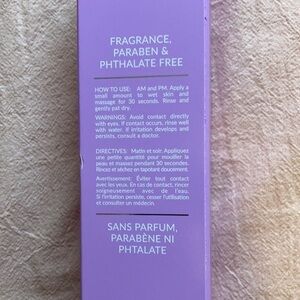 FRAGRANCE,
PARABEN &
PHTHALATE FREE
HOW TO USE: AM and PM. Apply a
small amount to wet skin and
massage for 30 seconds. Rinse and
gently pat dry.
WARNINGS: Avoid contact directly
with eyes. If contact occurs, rinse well
with water. If irritation develops and
persists, consult a doctor.
DIRECTIVES: Matin et soir. Appliquez
une petite quantité pour mouiller la
peau et massez pendant 30 secondes.
Rincez et séchez en tapotant doucement.
Avertissement: Éviter tout contact
avec les yeux. En cas de contact, rincer
soigneusement avec de l'eau.
Si l'irritation persiste, cesser l'utilisation
et consulter un médecin.
SANS PARFUM,
PARABÈNE NI
PHTALATE